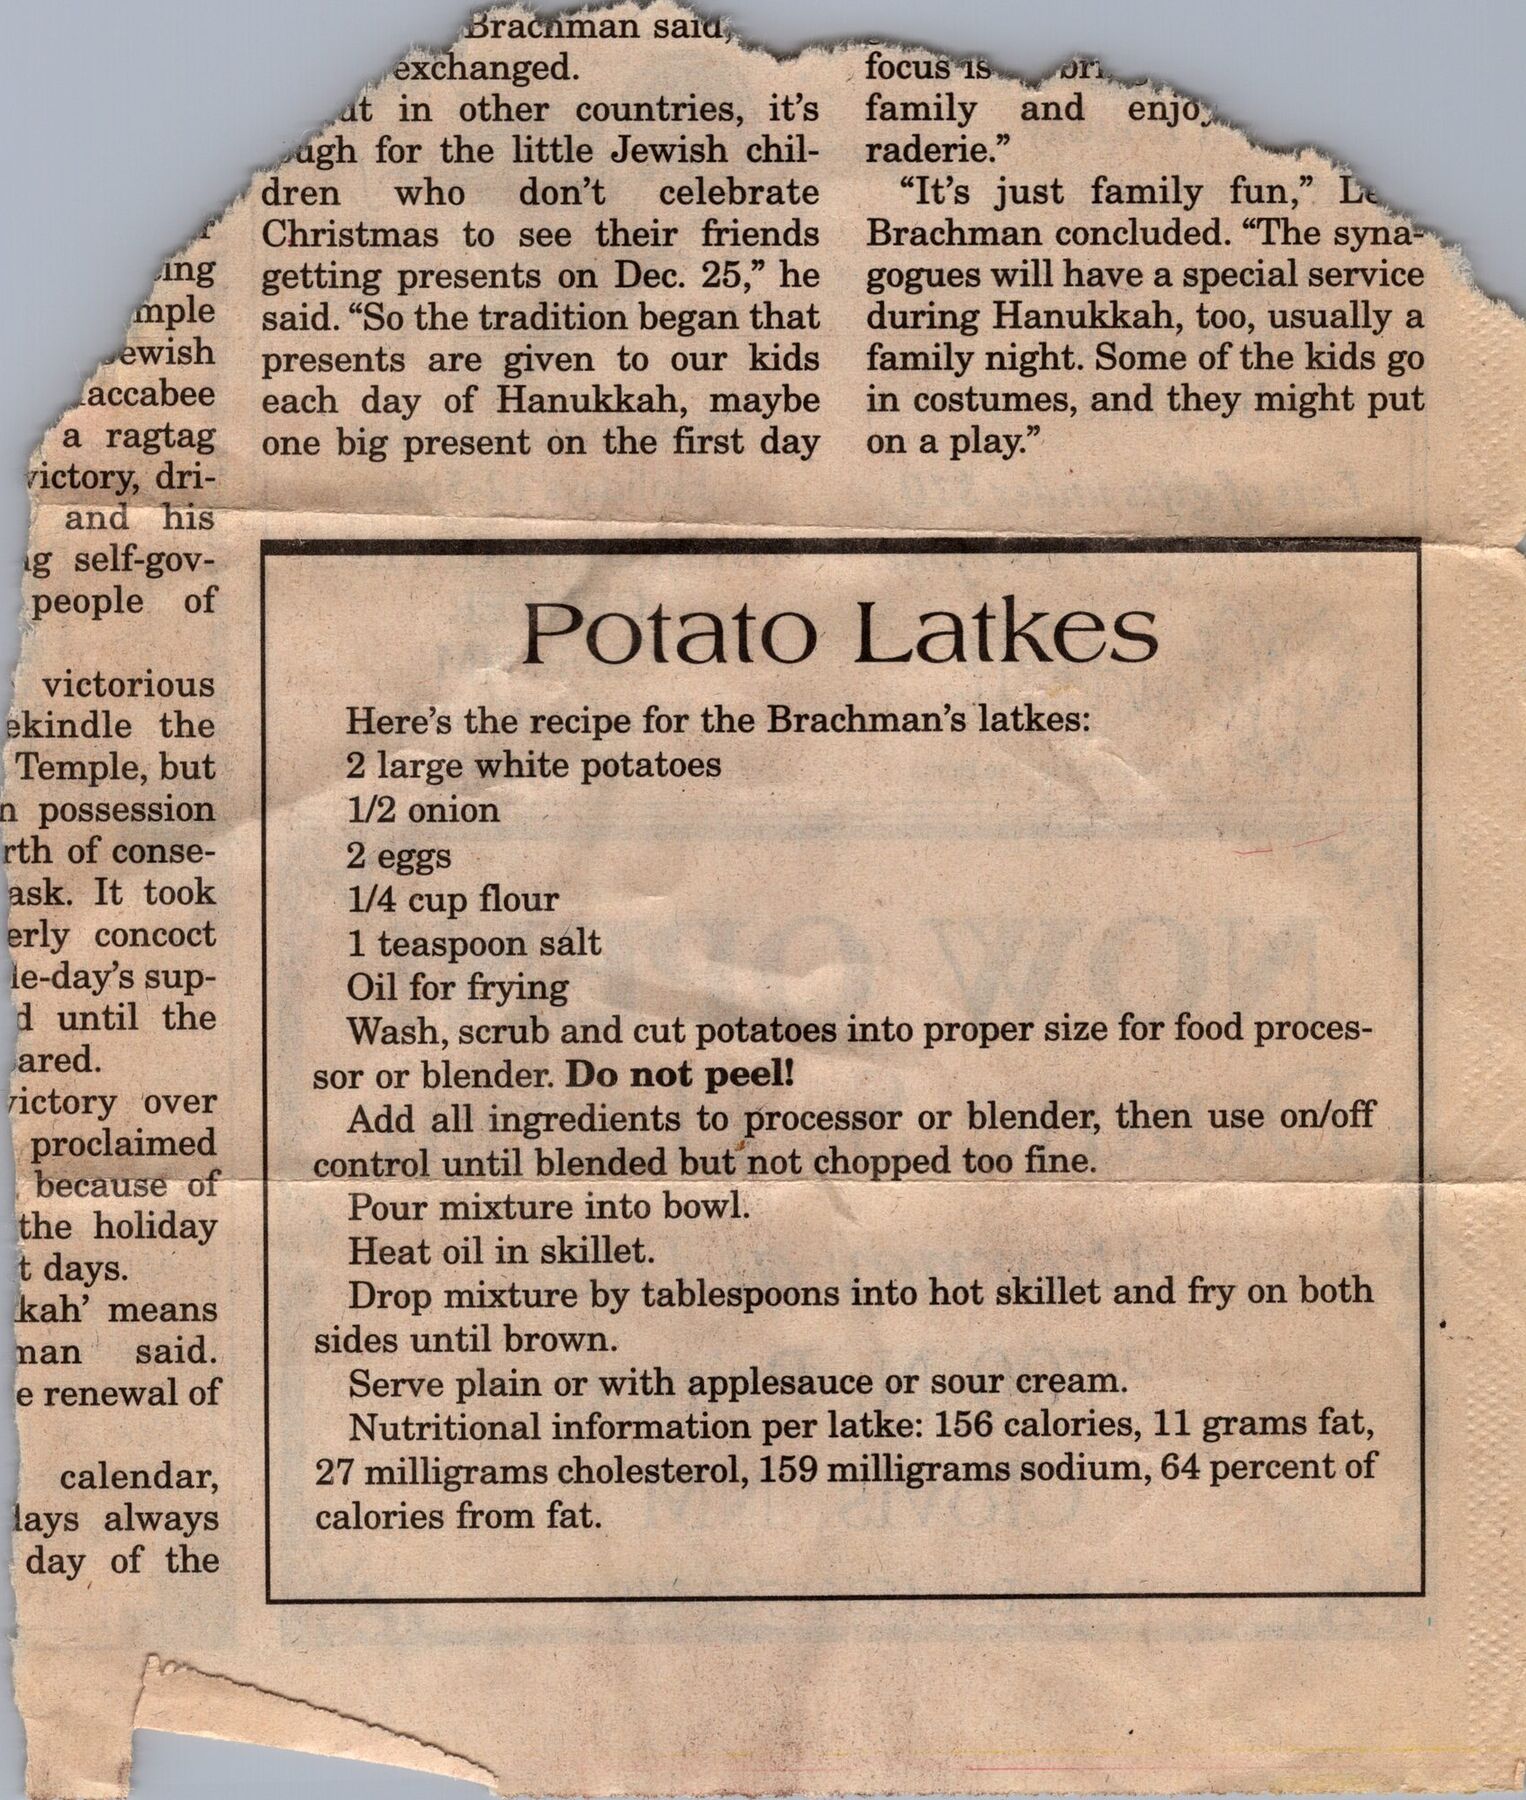 ing
ewish
a ragtag
victory, dri-
and his
self-gov-
people of
victorious
the
Temple, but
possession
of conse-
It took
concoct
sup-
until the
victory over
proclaimed
because of
the holiday
days.
means
said.
renewal of
calendar,
always
day of the
Brachman said,
exchanged.
in other countries, it's
for the little Jewish chil-
dren who don't celebrate
Christmas to see their friends
getting presents on Dec. 25,” he
said. “So the tradition began that
presents are given to our kids
each day of Hanukkah, maybe
one big present on the first day
focus is
family and
raderie.”
“It's just family fun,”
Brachman concluded. “The syna-
gogues will have a special service
during Hanukkah, too, usually a
family night. Some of the kids go
in costumes, and they might put
on a play.”
Potato Latkes
Here's the recipe for the Brachman's latkes:
2 large white potatoes
1/2 onion
2 eggs
1/4 cup flour
1 teaspoon salt
Oil for frying
Wash, scrub and cut potatoes into proper size for food proces-
sor or blender. Do not peel!
Add all ingredients to processor or blender, then use on/off
control until blended but not chopped too fine.
Pour mixture into bowl.
Heat oil in skillet.
Drop mixture by tablespoons into hot skillet and fry on both
sides until brown.
Serve plain or with applesauce or sour cream.
Nutritional information per latke: 156 calories, 11 grams fat,
27 milligrams cholesterol, 159 milligrams sodium, 64 percent of
calories from fat.